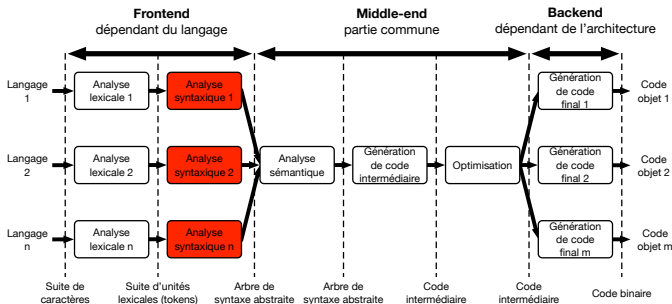 Frontend
dépendant du langage
Middle-end
partie commune
Backend
dépendant de l'architecture
Langage
1
Analyse
lexicale 1
Analyse
syntaxique 1
Génération
de code
final 1
Code
objet 1
Langage
2
Analyse
lexicale 2
Analyse
syntaxique 2
Analyse
sémantique
Génération
de code
intermédiaire
Optimisation
Génération
de code
final 2
Code
objet 2
Langage
n
Analyse
lexicale n
Analyse
syntaxique n
Génération
de code
final m
Code
objet m
Suite de
caractères
Suite d'unités
lexicales (tokens)
Arbre de
syntaxe abstraite
Arbre de
syntaxe abstraite
Code
intermédiaire
Code
intermédiaire
Code binaire